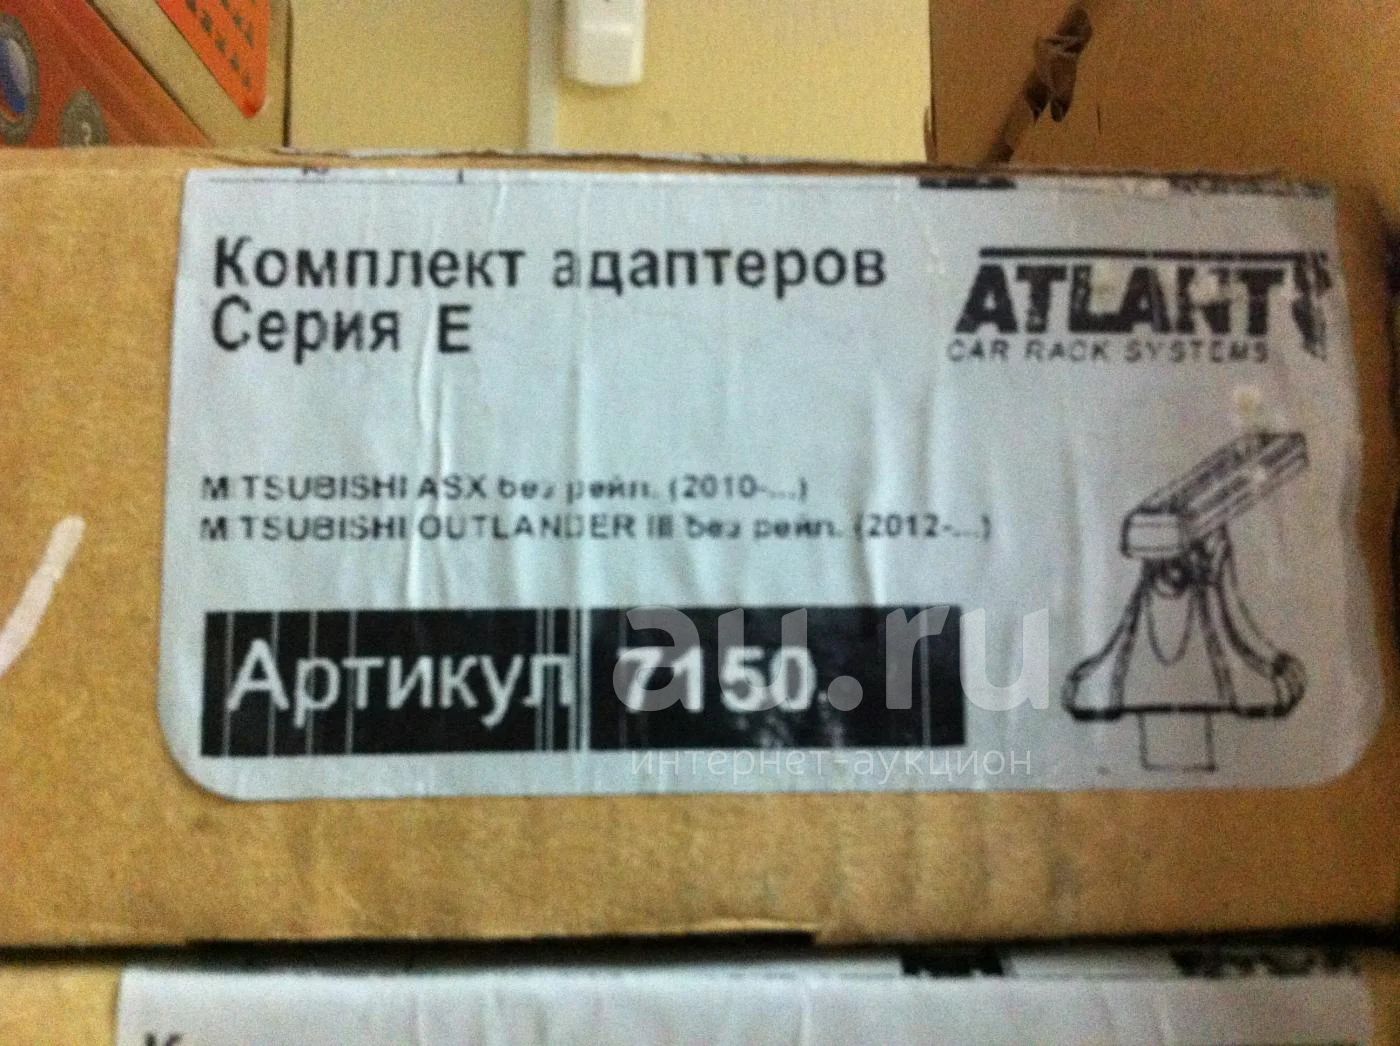 Комплект адаптеров
Серия E
ATLANT
CAR RACK SYSTEMS
MITSUBISHI ASX без рейл. (2010-...)
MITSUBISHI OUTLANDER III без рейл. (2012-...)
Артикул 7150
au.ru
интернет-аукцион